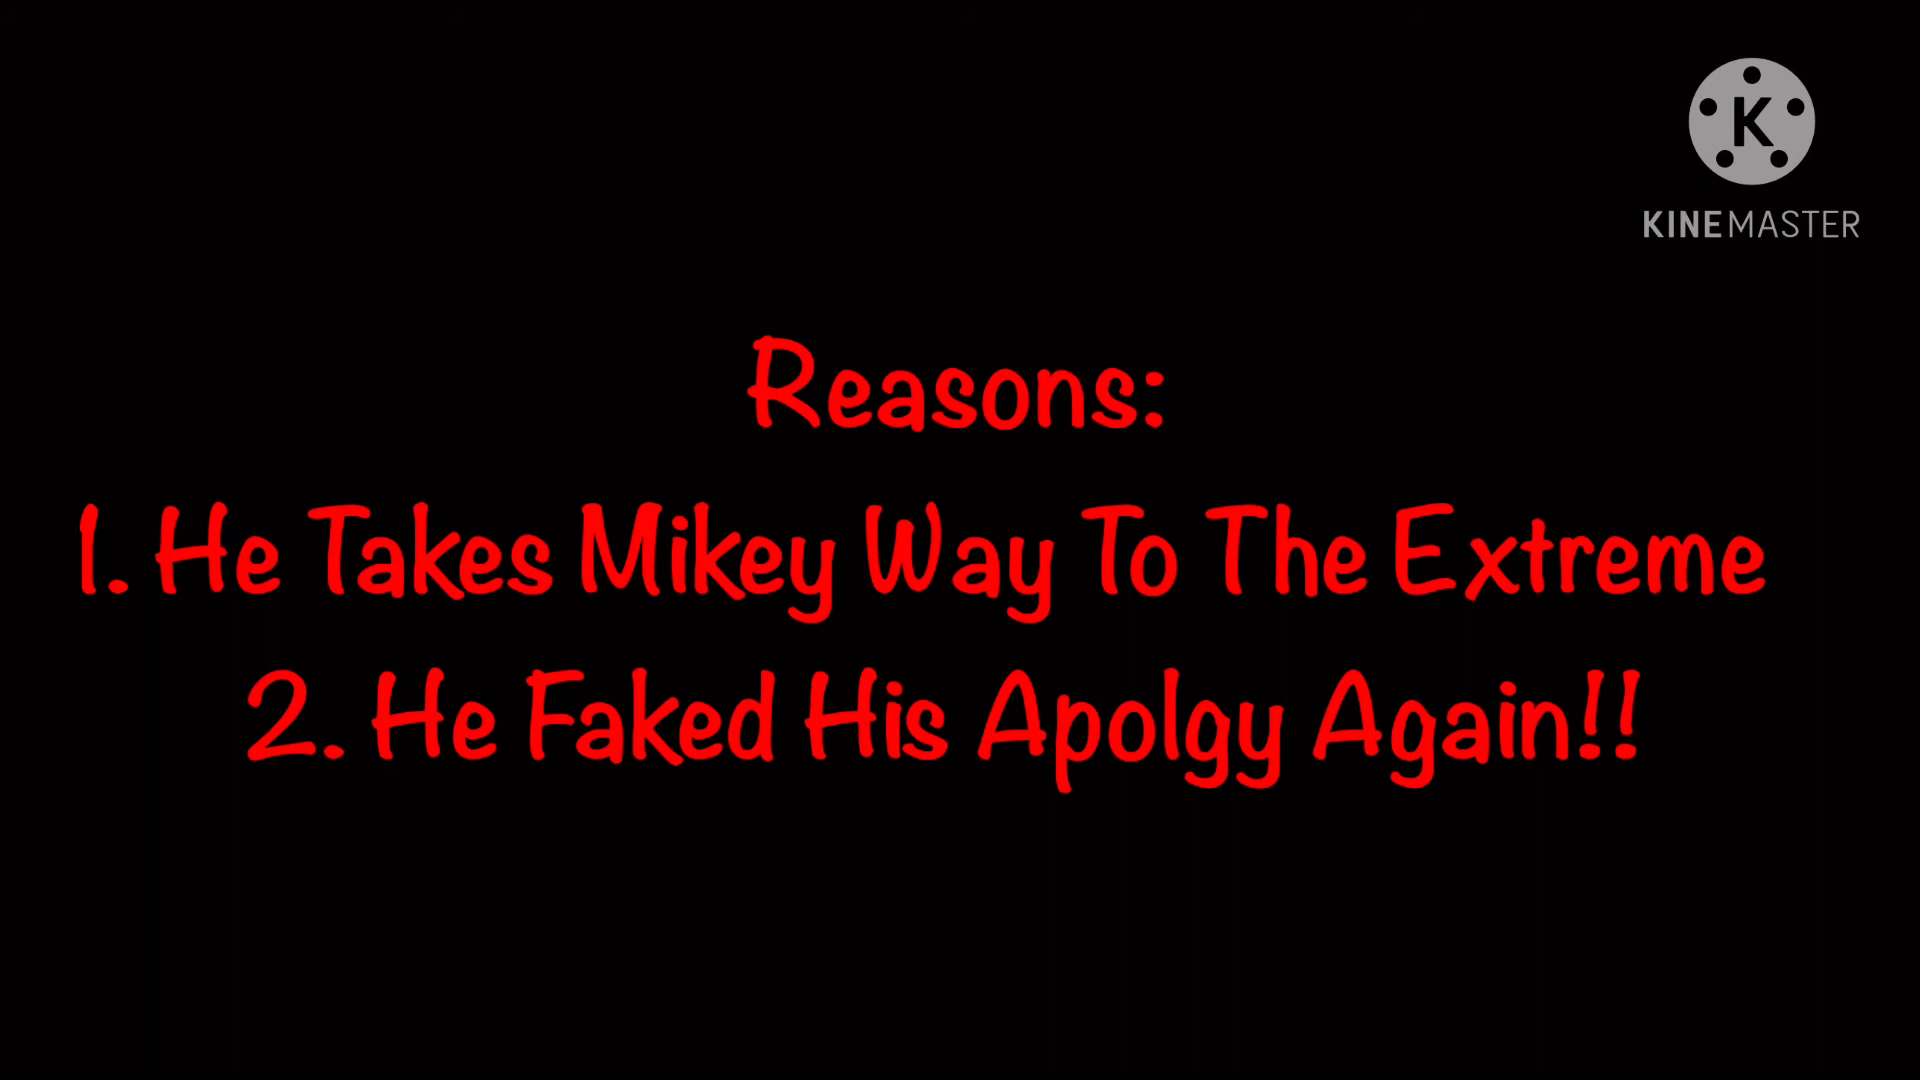 K
KINEMASTER
Reasons:
1. He Takes Mikey Way To The Extreme
2. He Faked His Apolgy Again!!